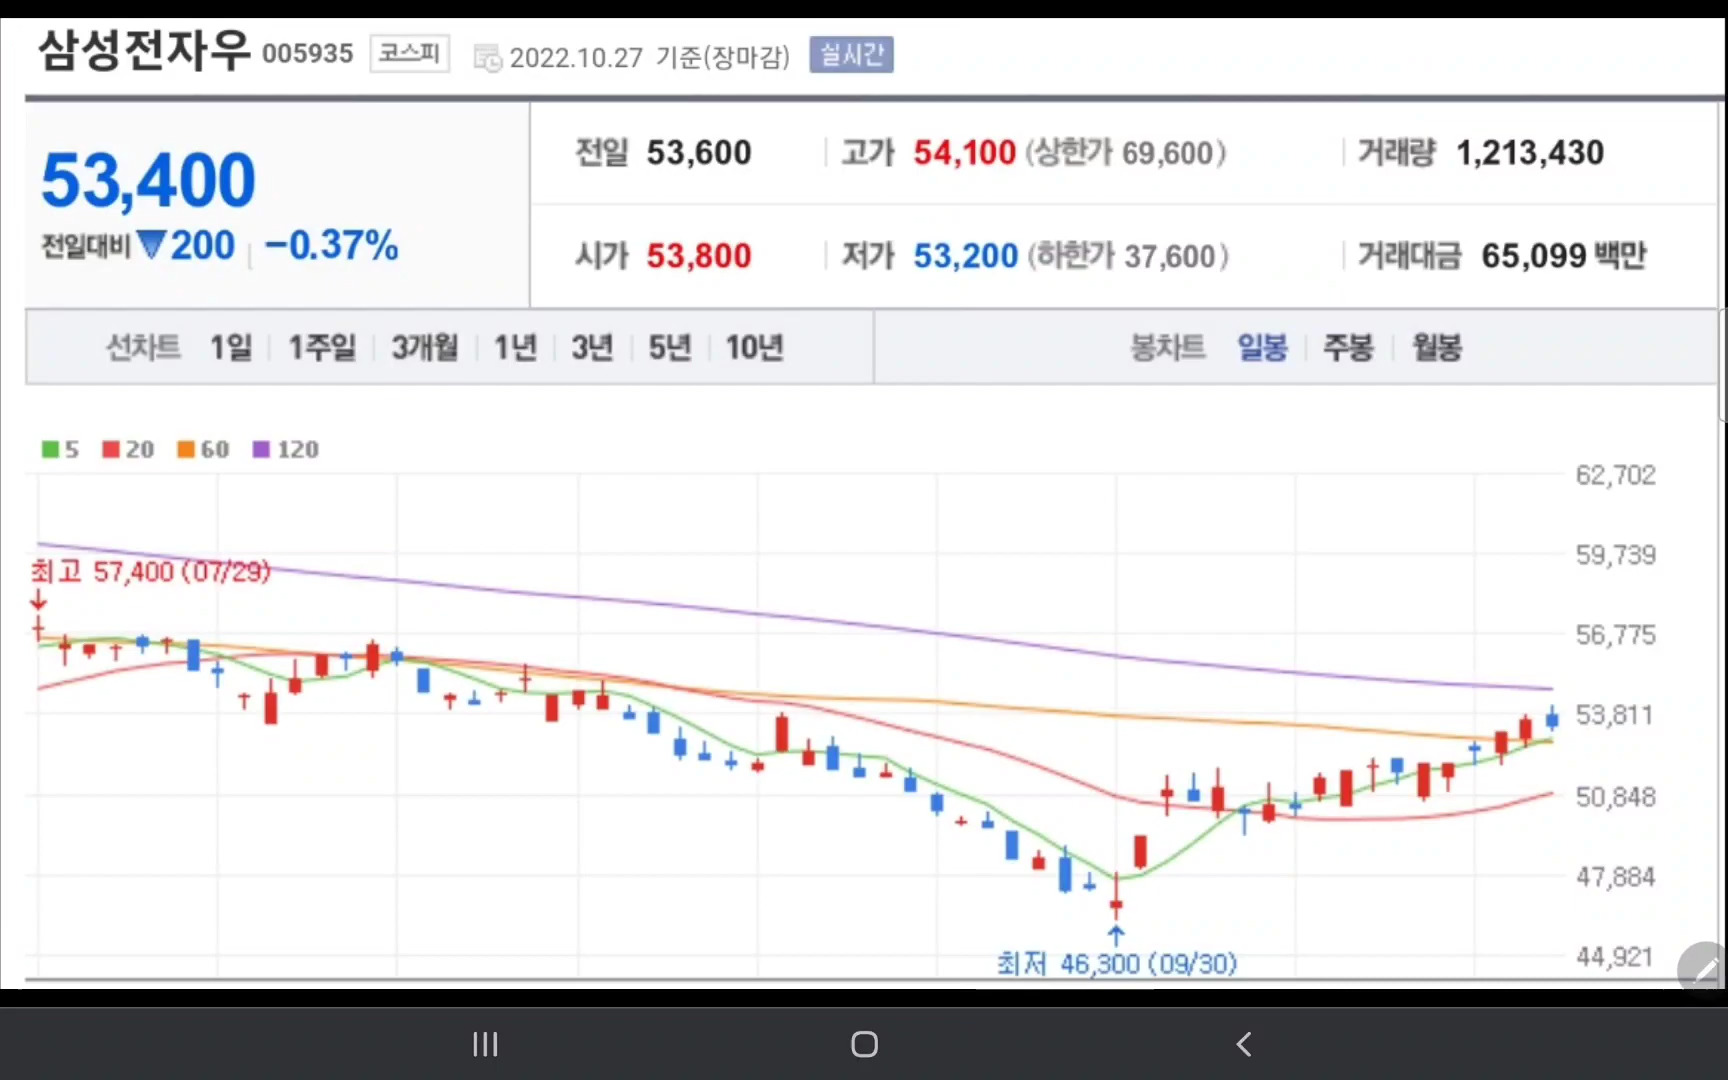 삼성전자우 005935 코스피 2022.10.27 기준(장마감) 실시간
53,400
전일대비 ▼200 -0.37%
전일 53,600 고가 54,100 (상한가 69,600) 거래량 1,213,430
시가 53,800 저가 53,200 (하한가 37,600) 거래대금 65,099 백만
선차트 1일 1주일 3개월 1년 3년 5년 10년 봉차트 일봉 주봉 월봉
5 20 60 120
62,702
59,739
최고 57,400 (07/29)
56,775
53,811
50,848
47,884
최저 46,300 (09/30)
44,921